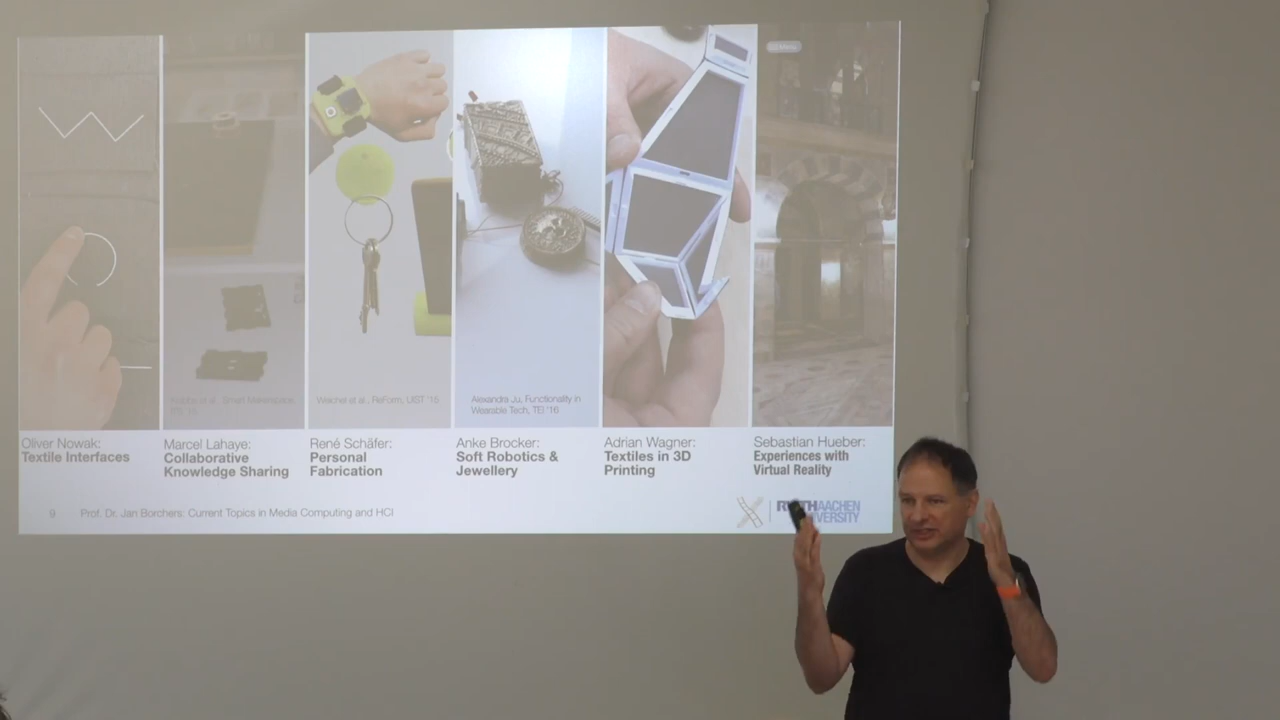 Weichel et al., ReForm, UIST '15
Alexandra Ju, Functionality in
Wearable Tech, TEI '16
Oliver Nowak:
Textile Interfaces
Marcel Lahaye:
Collaborative
Knowledge Sharing
René Schäfer:
Personal
Fabrication
Anke Brocker:
Soft Robotics &
Jewellery
Adrian Wagner:
Textiles in 3D
Printing
Sebastian Hueber:
Experiences with
Virtual Reality
9
Prof. Dr. Jan Borchers: Current Topics in Media Computing and HCI
AACHEN